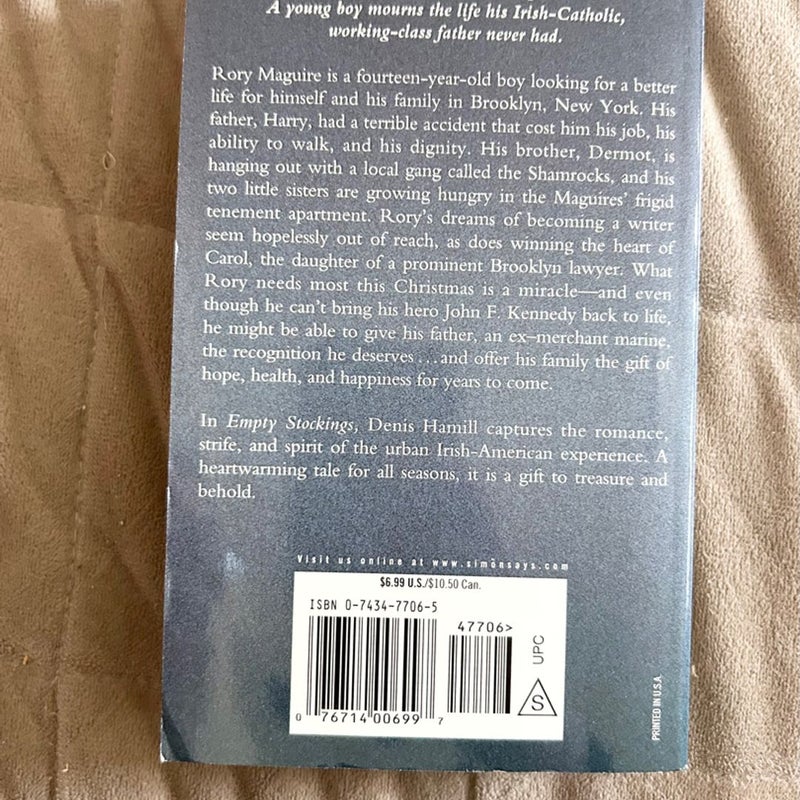 A young boy mourns the life his Irish-Catholic,
working-class father never had.
Rory Maguire is a fourteen-year-old boy looking for a better
life for himself and his family in Brooklyn, New York. His
father, Harry, had a terrible accident that cost him his job, his
ability to walk, and his dignity. His brother, Dermot, is
hanging out with a local gang called the Shamrocks, and his
two little sisters are growing hungry in the Maguires' frigid
tenement apartment. Rory's dreams of becoming a writer
seem hopelessly out of reach, as does winning the heart of
Carol, the daughter of a prominent Brooklyn lawyer. What
Rory needs most this Christmas is a miracle—and even
though he can't bring his hero John F. Kennedy back to life,
he might be able to give his father, an ex–merchant marine,
the recognition he deserves . . . and offer his family the gift of
hope, health, and happiness for years to come.
In Empty Stockings, Denis Hamill captures the romance,
strife, and spirit of the urban Irish-American experience. A
heartwarming tale for all seasons, it is a gift to treasure and
behold.
Visit us online at www.simonsays.com
$6.99 U.S./$10.50 Can.
ISBN 0-7434-7706-5
47706>
UPC
S
0 76714 00699 7
PRINTED IN U.S.A.